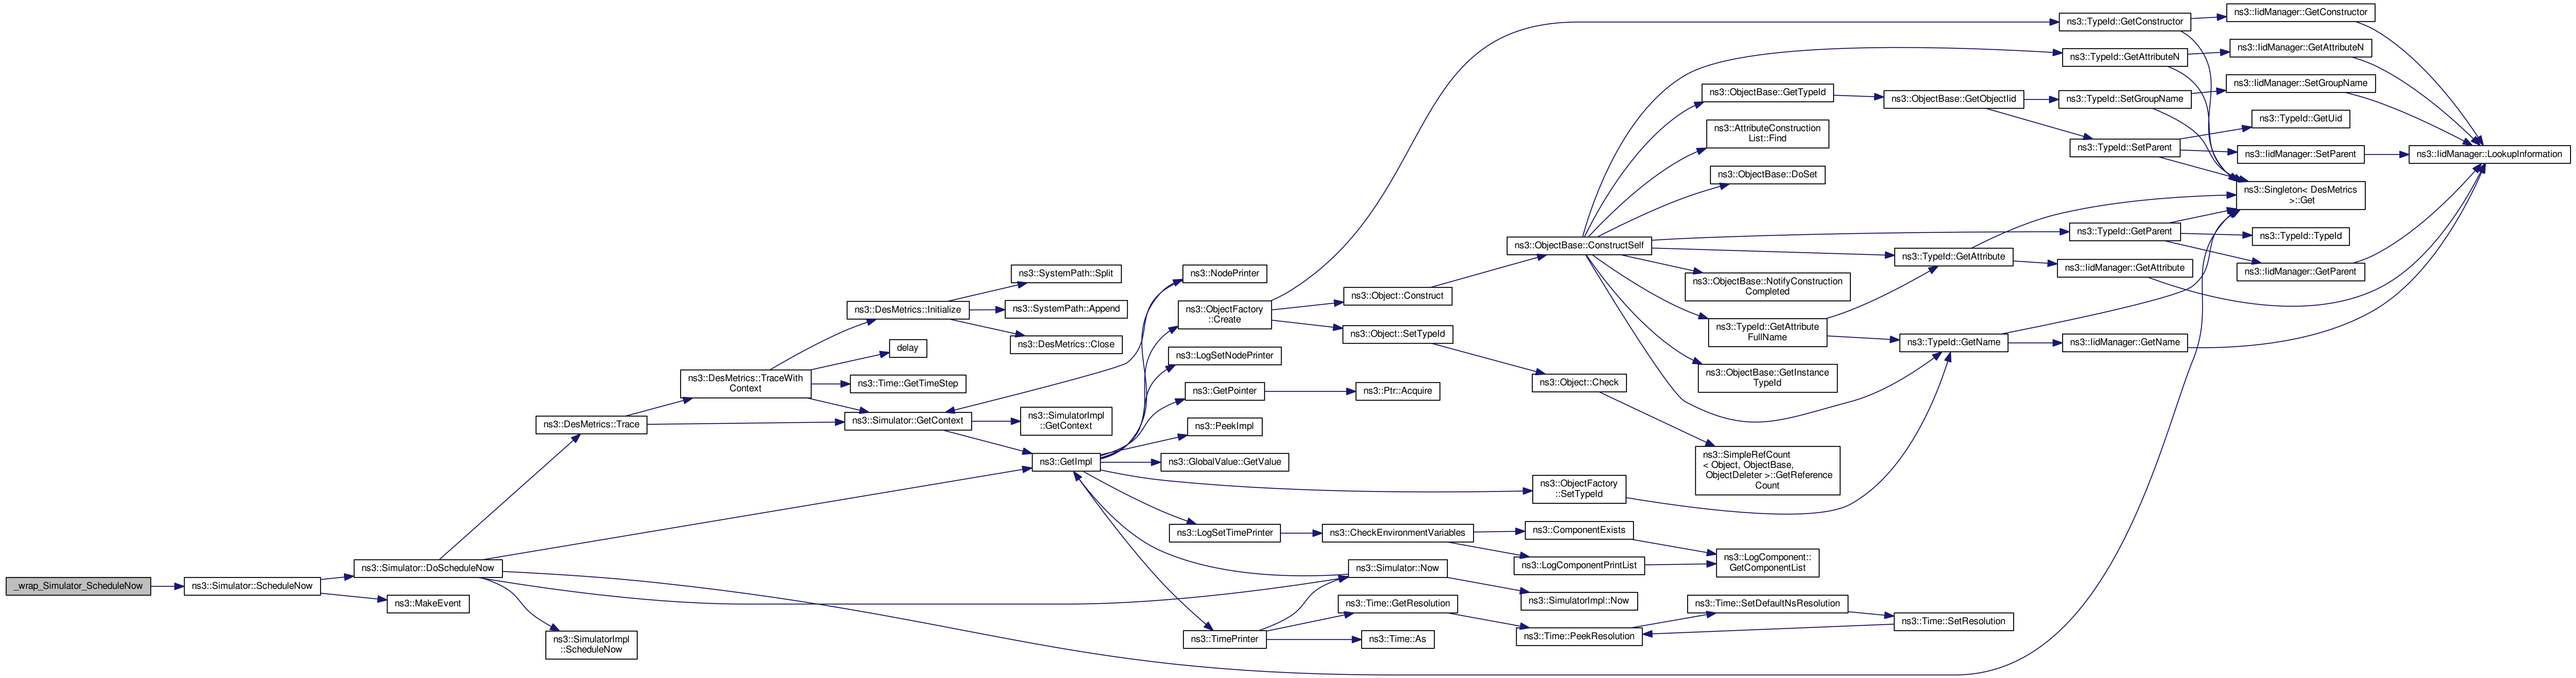 _wrap_Simulator_ScheduleNow
ns3::Simulator::ScheduleNow
ns3::Simulator::DoScheduleNow
ns3::MakeEvent
ns3::DesMetrics::Trace
ns3::SimulatorImpl
::ScheduleNow
ns3::DesMetrics::TraceWith
Context
ns3::DesMetrics::Initialize
delay
ns3::Time::GetTimeStep
ns3::Simulator::GetContext
ns3::SystemPath::Split
ns3::SystemPath::Append
ns3::DesMetrics::Close
ns3::SimulatorImpl
::GetContext
ns3::GetImpl
ns3::NodePrinter
ns3::ObjectFactory
::Create
ns3::LogSetNodePrinter
ns3::GetPointer
ns3::PeekImpl
ns3::GlobalValue::GetValue
ns3::LogSetTimePrinter
ns3::TimePrinter
ns3::Object::Construct
ns3::Object::SetTypeId
ns3::Ptr::Acquire
ns3::CheckEnvironmentVariables
ns3::Simulator::Now
ns3::Time::GetResolution
ns3::Time::As
ns3::ObjectBase::ConstructSelf
ns3::Object::Check
ns3::ObjectFactory
::SetTypeId
ns3::ComponentExists
ns3::LogComponentPrintList
ns3::SimulatorImpl::Now
ns3::Time::PeekResolution
ns3::ObjectBase::GetTypeId
ns3::AttributeConstruction
List::Find
ns3::ObjectBase::DoSet
ns3::ObjectBase::NotifyConstruction
Completed
ns3::TypeId::GetAttribute
FullName
ns3::ObjectBase::GetInstance
TypeId
ns3::SimpleRefCount
< Object, ObjectBase,
ObjectDeleter >::GetReference
Count
ns3::LogComponent::
GetComponentList
ns3::Time::SetDefaultNsResolution
ns3::ObjectBase::GetObjectIid
ns3::TypeId::GetAttribute
ns3::TypeId::GetName
ns3::Time::SetResolution
ns3::TypeId::GetConstructor
ns3::TypeId::GetAttributeN
ns3::TypeId::SetGroupName
ns3::TypeId::SetParent
ns3::TypeId::GetParent
ns3::IidManager::GetAttribute
ns3::IidManager::GetName
ns3::IidManager::GetConstructor
ns3::IidManager::GetAttributeN
ns3::IidManager::SetGroupName
ns3::TypeId::GetUid
ns3::IidManager::SetParent
ns3::Singleton< DesMetrics
>::Get
ns3::TypeId::TypeId
ns3::IidManager::GetParent
ns3::IidManager::LookupInformation